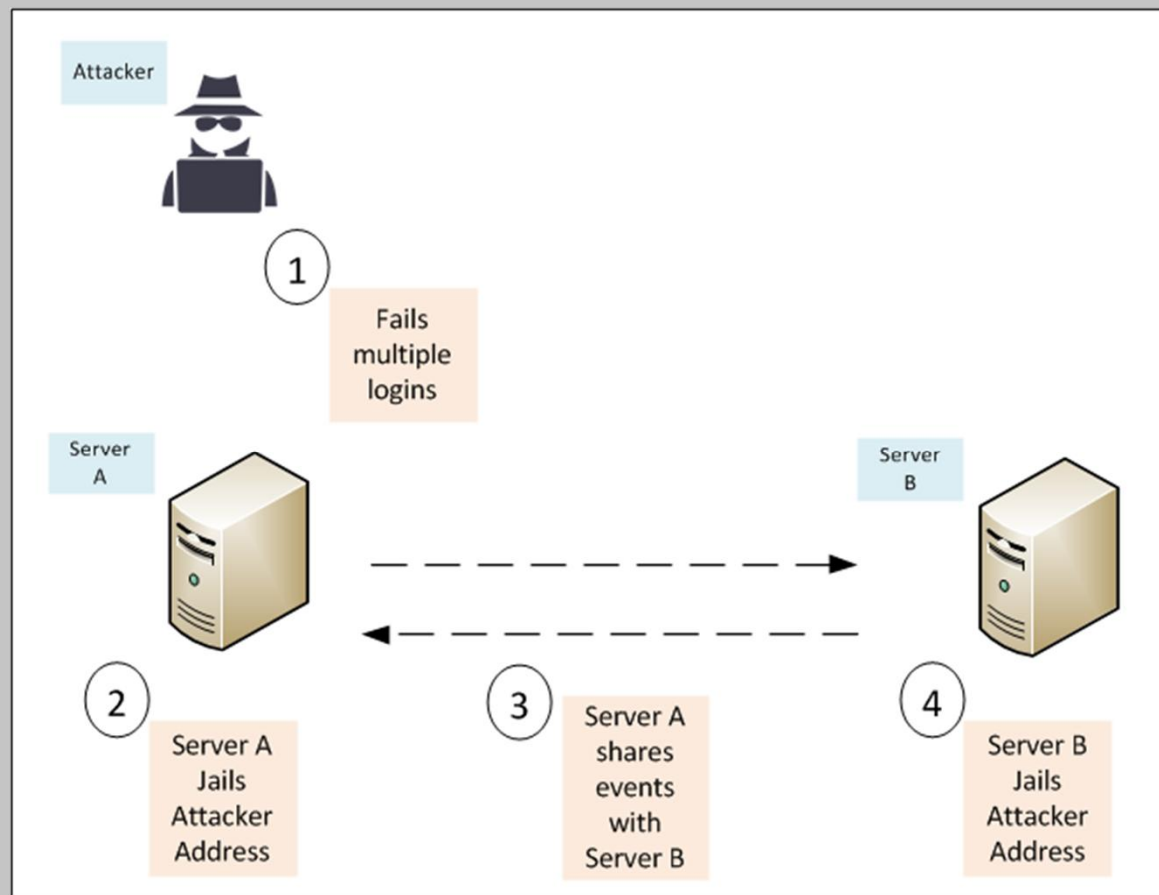 Attacker
1
Fails
multiple
logins
Server
A
Server
B
2
Server A
Jails
Attacker
Address
3
Server A
shares
events
with
Server B
4
Server B
Jails
Attacker
Address